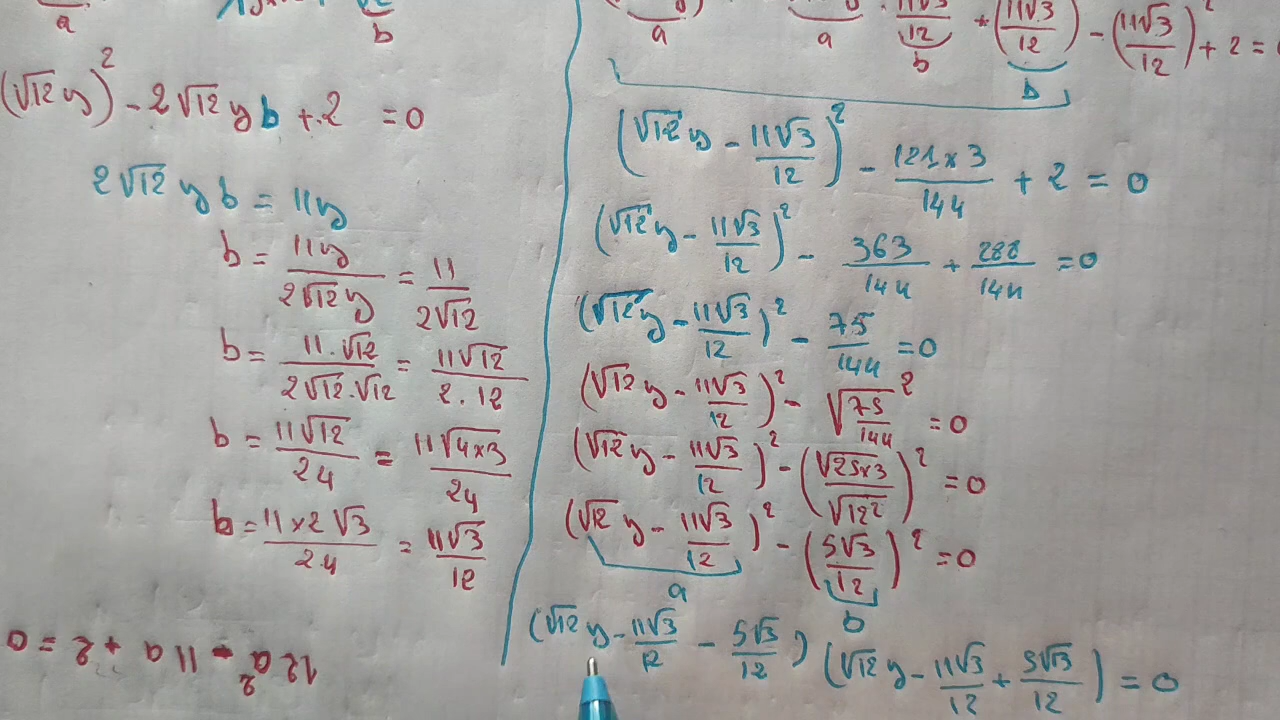 a b
(√12 y)² - 2√12 y b + 2 = 0
2√12 y b = 11y
b = 11y/(2√12 y) = 11/(2√12)
b = (11·√12)/(2√12·√12) = 11√12/(2·12)
b = 11√12/24 = 11√(4×3)/24
b = (11×2√3)/24 = 11√3/12
12a² - 11a + 2 = 0
a a 11√3/12 + (11√3/12) - (11√3/12)² + 2 = 0
b b
(√12 y - 11√3/12)² - (121×3)/144 + 2 = 0
(√12 y - 11√3/12)² - 363/144 + 288/144 = 0
(√12 y - 11√3/12)² - 75/144 = 0
(√12 y - 11√3/12)² - √(75/144)² = 0
(√12 y - 11√3/12)² - (√(25×3)/√12²)² = 0
(√12 y - 11√3/12)² - (5√3/12)² = 0
a b
(√12 y - 11√3/12 - 5√3/12) (√12 y - 11√3/12 + 5√3/12) = 0